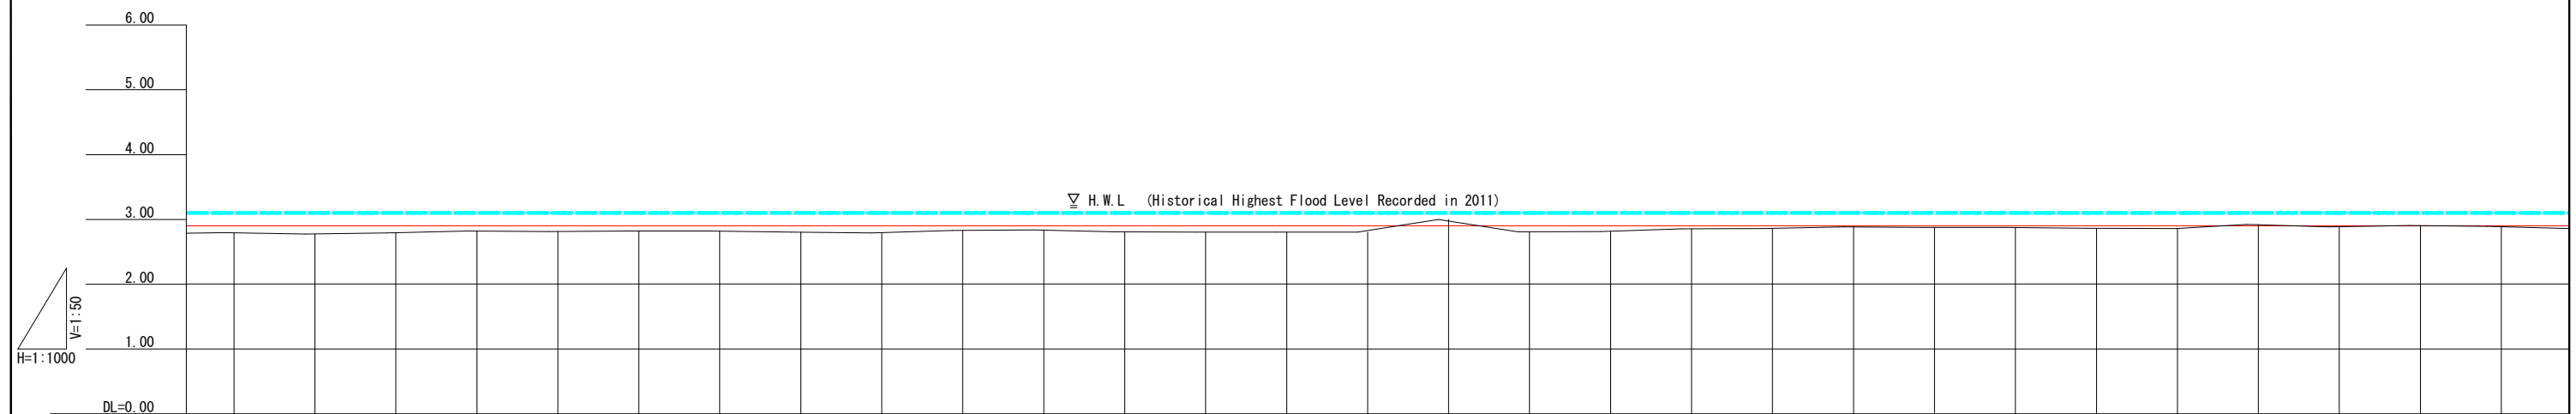 6.00
5.00
4.00
H.W.L (Historical Highest Flood Level Recorded in 2011)
3.00
2.00
V=1:50
1.00
H=1:1000
DL=0.00